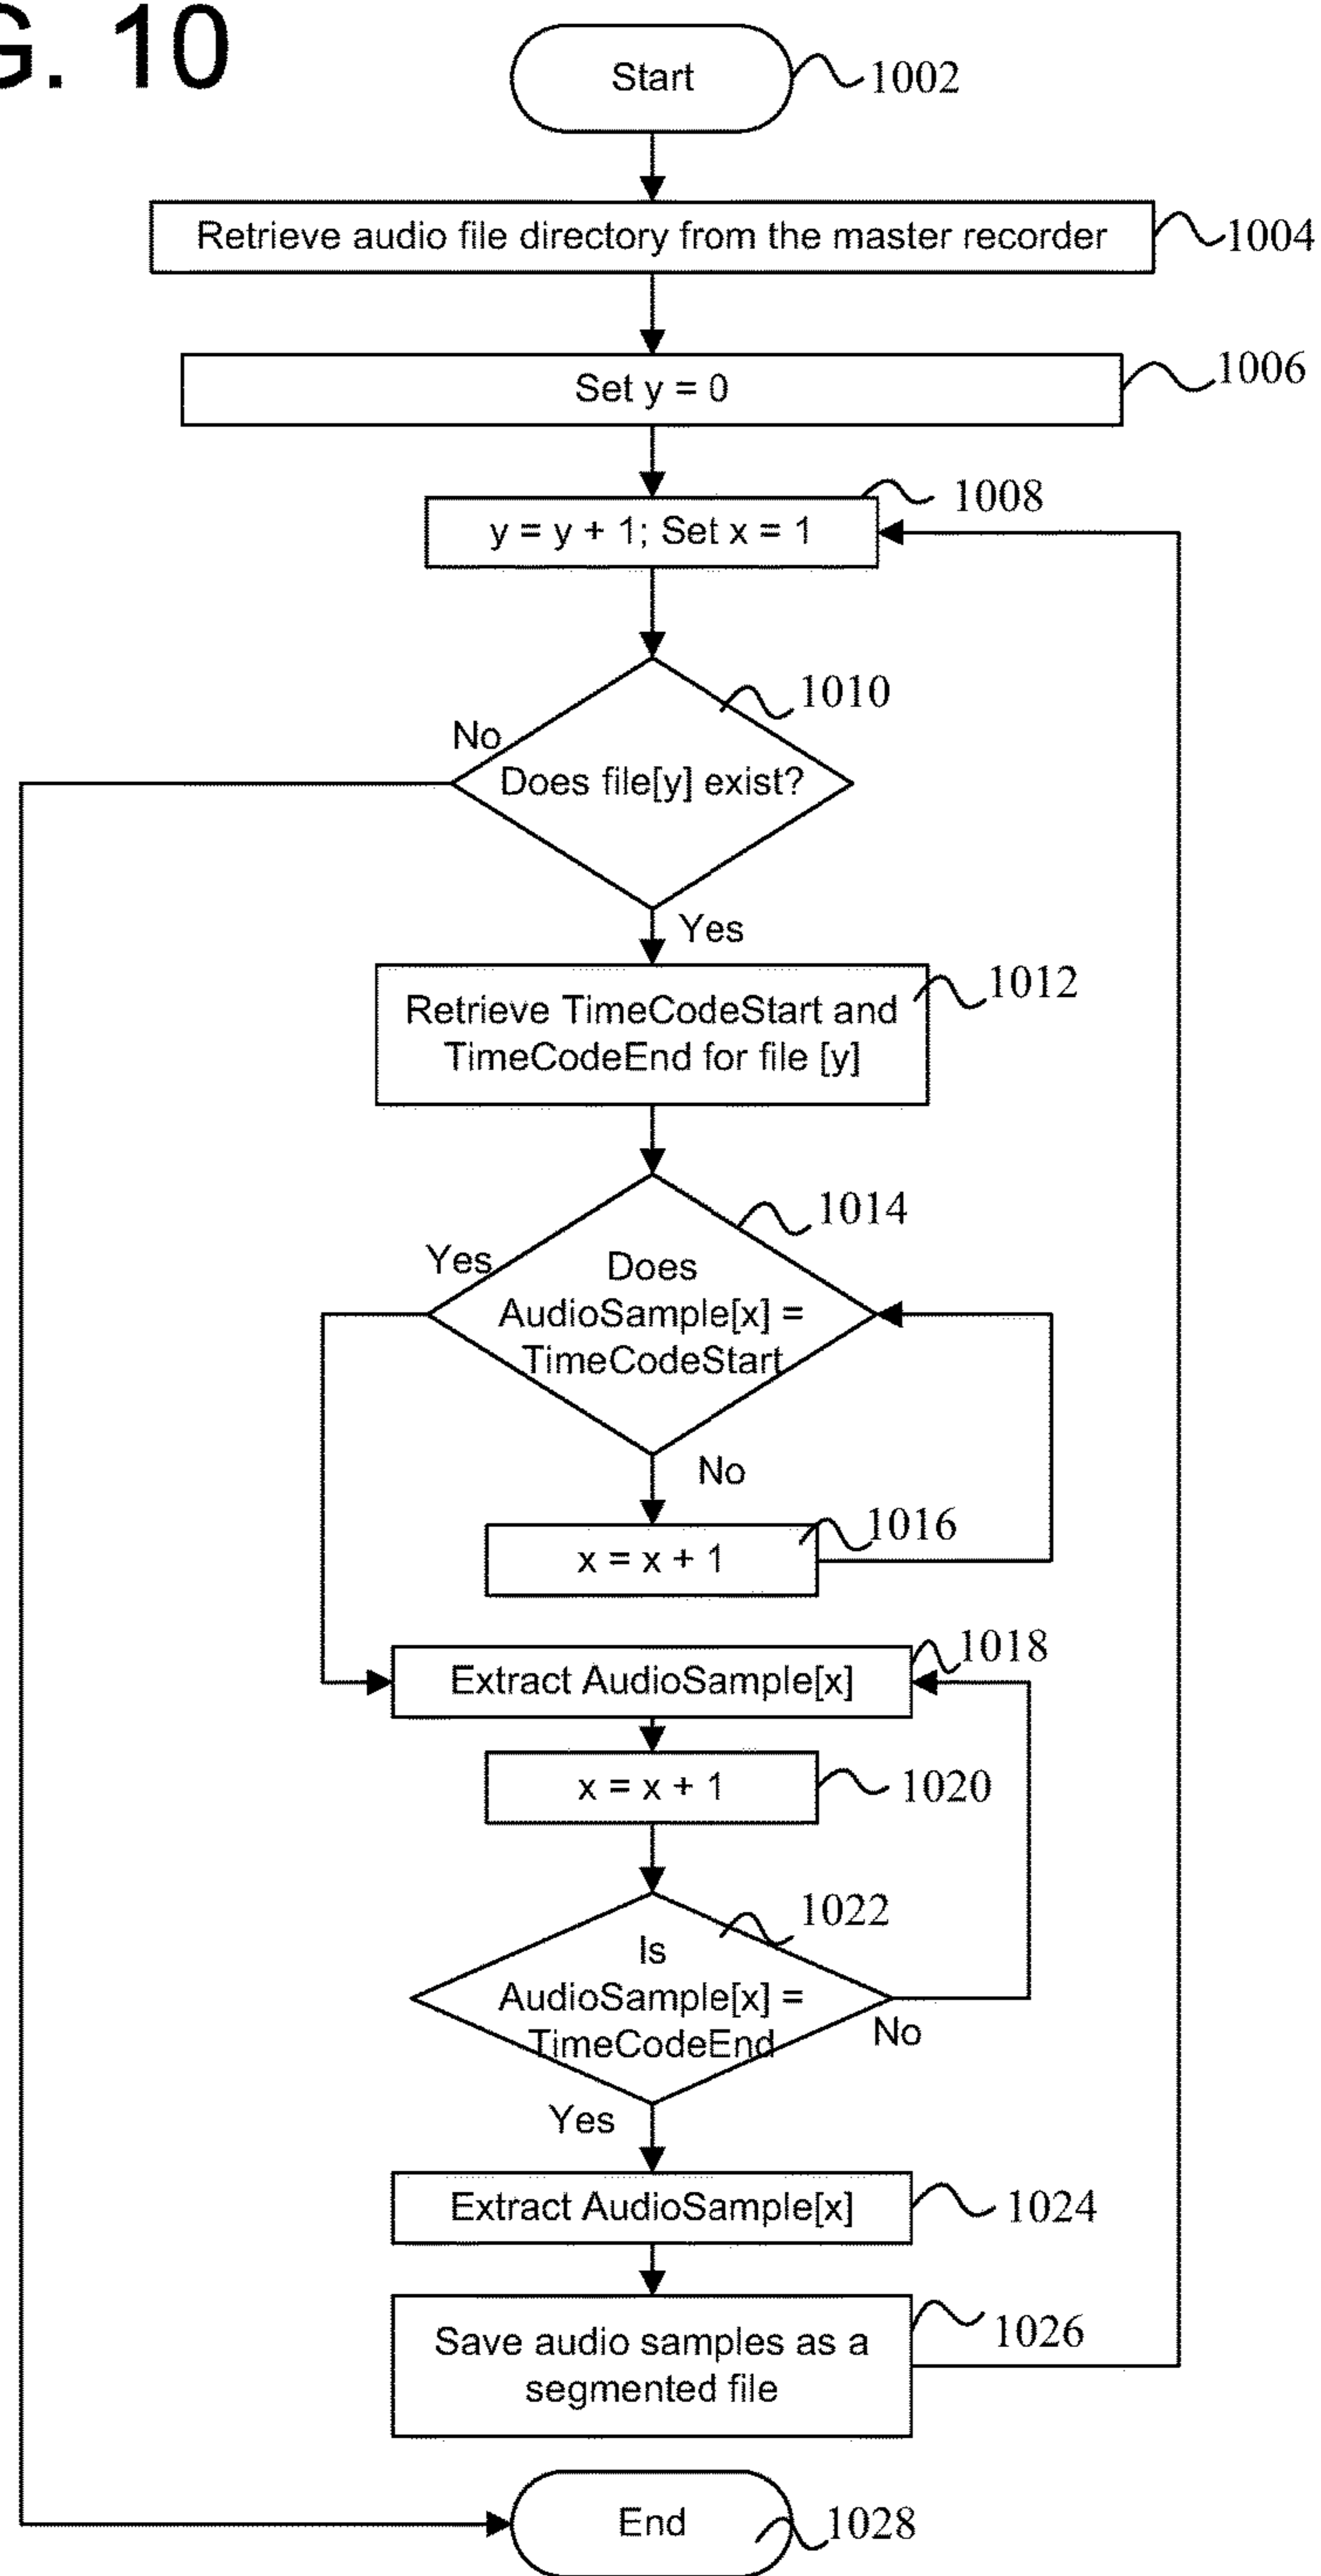 G. 10
Start
1002
Retrieve audio file directory from the master recorder
1004
Set y = 0
1006
y = y + 1; Set x = 1
1008
1010
No
Does file[y] exist?
Yes
1012
Retrieve TimeCodeStart and
TimeCodeEnd for file [y]
1014
Yes
Does
AudioSample[x] =
TimeCodeStart
No
1016
x = x + 1
1018
Extract AudioSample[x]
x = x + 1
1020
1022
Is
AudioSample[x] =
TimeCodeEnd
No
Yes
Extract AudioSample[x]
1024
Save audio samples as a
segmented file
1026
End
1028